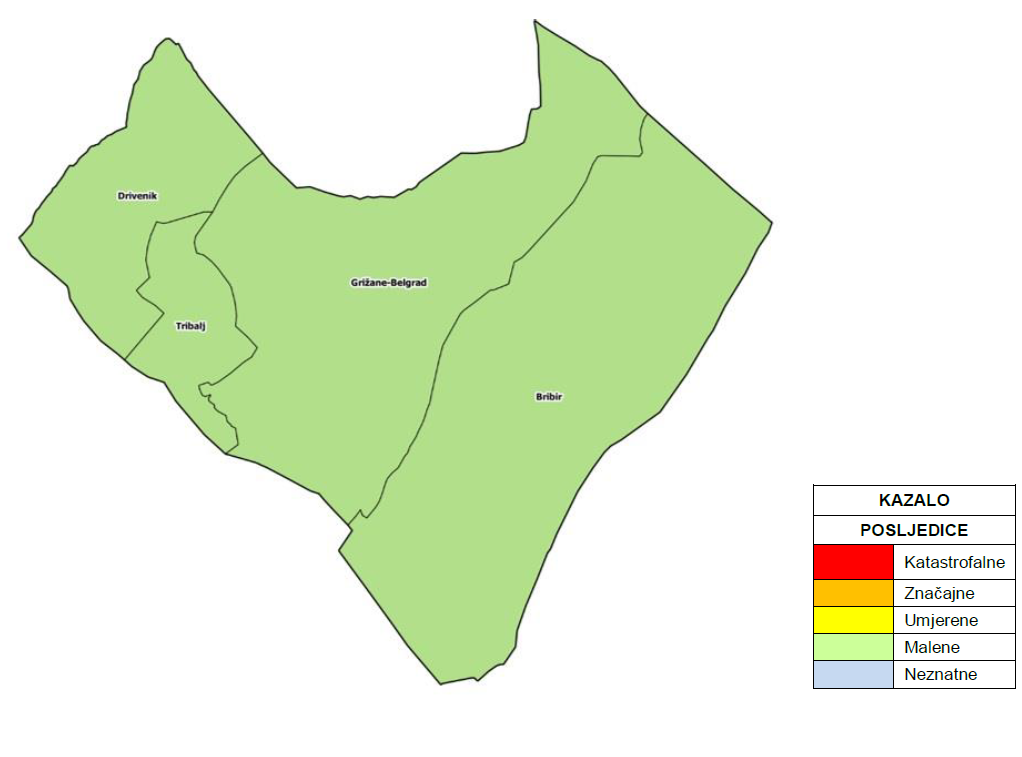 Drivenik
Grižane-Belgrad
Tribalj
Bribir
KAZALO
POSLJEDICE
Katastrofalne
Značajne
Umjerene
Malene
Neznatne